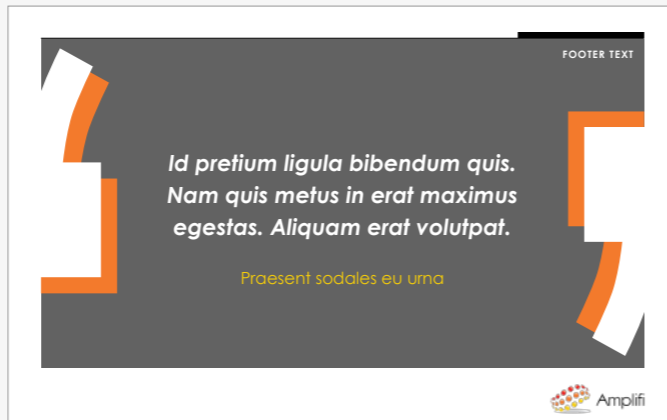 FOOTER TEXT
Id pretium ligula bibendum quis.
Nam quis metus in erat maximus
egestas. Aliquam erat volutpat.
Praesent sodales eu urna
Amplifi